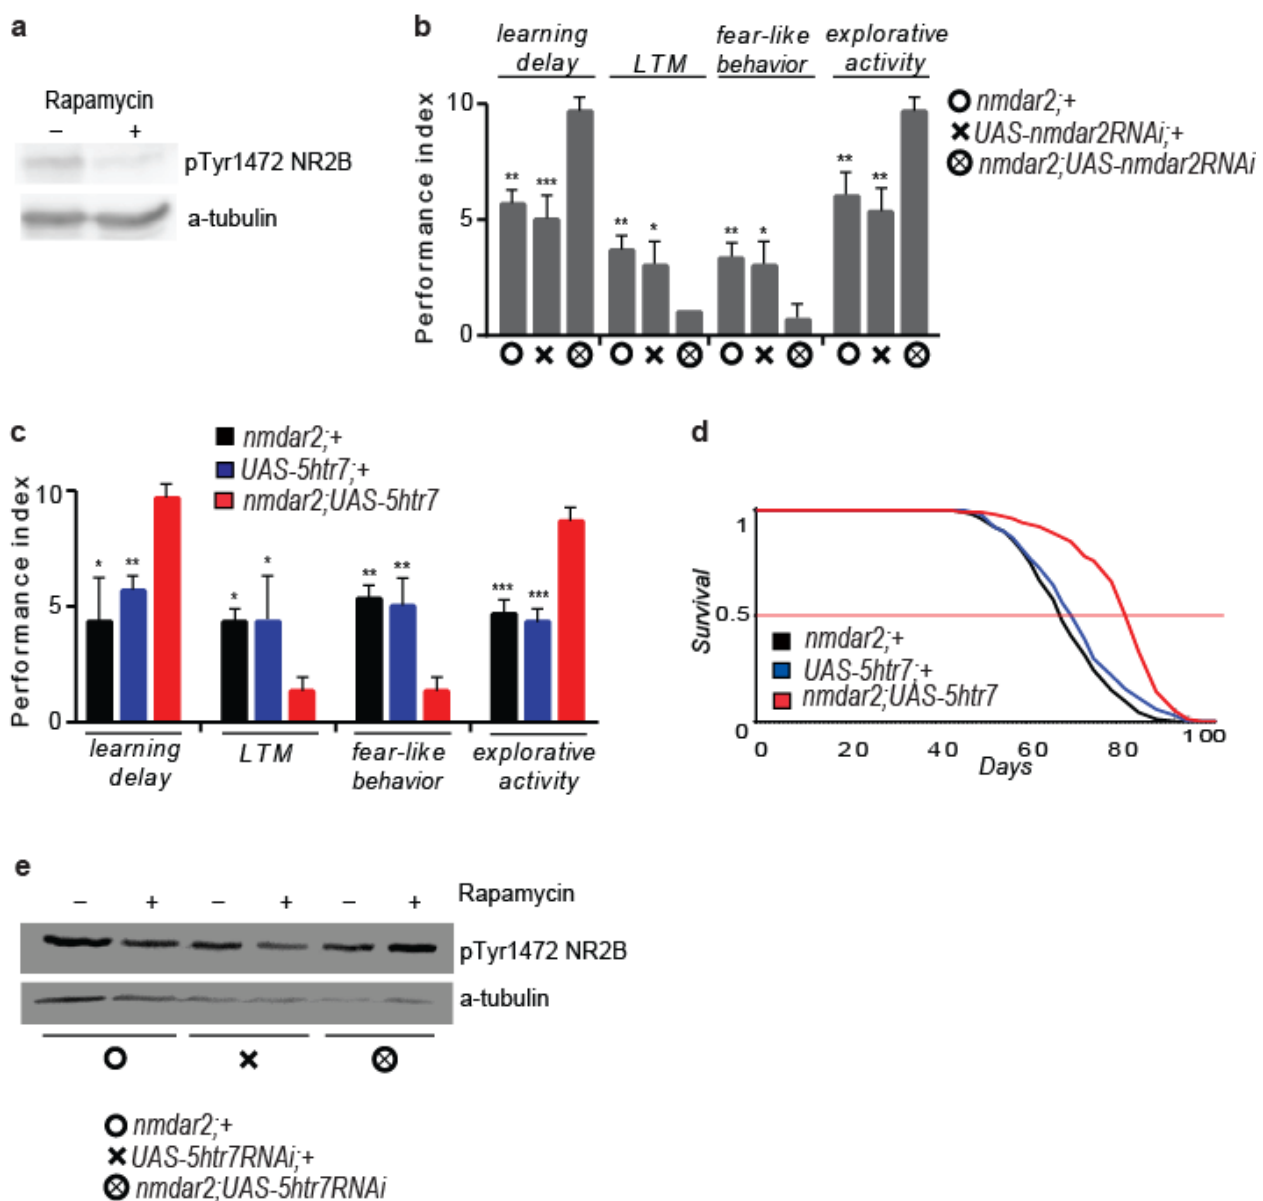 a
Rapamycin
– +
pTyr1472 NR2B
a-tubulin
b
learning delay
LTM
fear-like behavior
explorative activity
Performance index
10
5
0
** *** ** * ** * ** **
nmdar2;+
UAS-nmdar2RNAi;+
nmdar2;UAS-nmdar2RNAi
c
nmdar2;+
UAS-5htr7;+
nmdar2;UAS-5htr7
Performance index
10
5
0
* ** * * ** ** *** ***
learning delay
LTM
fear-like behavior
explorative activity
d
Survival
1
0.5
0
nmdar2;+
UAS-5htr7;+
nmdar2;UAS-5htr7
0 20 40 60 80 100
Days
e
– + – + – + Rapamycin
pTyr1472 NR2B
a-tubulin
nmdar2;+
UAS-5htr7RNAi;+
nmdar2;UAS-5htr7RNAi